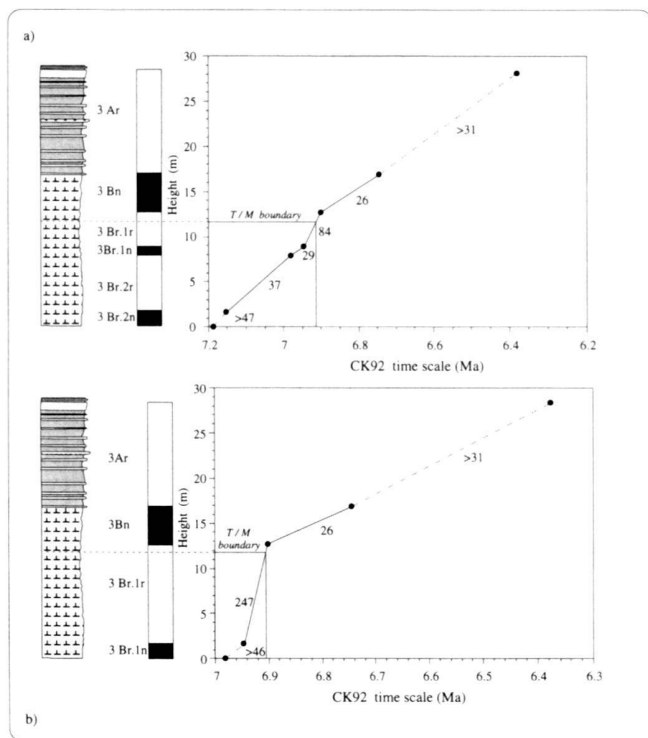 a)
30
25
20
15
10
5
0
Height (m)
3 Ar
3 Bn
3 Br.1r
3Br.1n
3 Br.2r
3 Br.2n
T / M boundary
>31
26
84
29
37
>47
7.2
7
6.8
6.6
6.4
6.2
CK92 time scale (Ma)
30
25
20
15
10
5
0
Height (m)
3Ar
3Bn
3 Br.1r
3 Br.1n
T / M
boundary
>31
26
247
>46
7
6.9
6.8
6.7
6.6
6.5
6.4
6.3
CK92 time scale (Ma)
b)